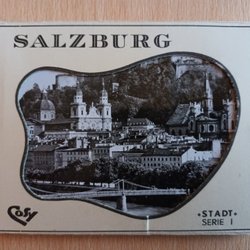 SALZBURG
Cosy
•STADT•
SERIE I